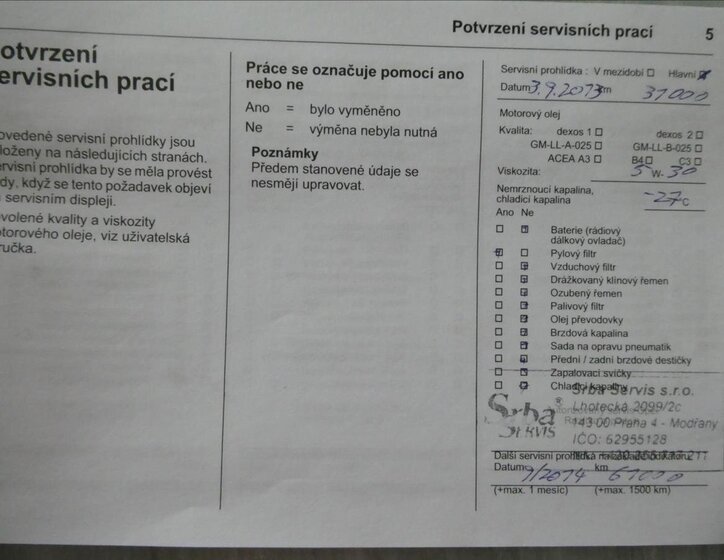 Potvrzení servisních prací 5
otvrzení
ervisních prací
ovedené servisní prohlídky jsou
loženy na následujících stranách.
ervisní prohlídka by se měla provést
dy, když se tento požadavek objeví
servisním displeji.
volené kvality a viskozity
otorového oleje, viz uživatelská
ručka.
Práce se označuje pomocí ano
nebo ne
Ano = bylo vyměněno
Ne = výměna nebyla nutná
Poznámky
Předem stanovené údaje se
nesmějí upravovat.
Servisní prohlídka : V mezidobí ☐ Hlavní ☒
Datum 3.9.2013 km 31000
Motorový olej
Kvalita: dexos 1 ☐ dexos 2 ☐
GM-LL-A-025 ☐ GM-LL-B-025 ☐
ACEA A3 ☐ B4 ☐ C3 ☐
Viskozita: 5 W- 30
Nemrznoucí kapalina,
chladicí kapalina -27 C
Ano Ne
Baterie (rádiový
dálkový ovladač)
Pylový filtr
Vzduchový filtr
Drážkovaný klínový řemen
Ozubený řemen
Palivový filtr
Olej převodovky
Brzdová kapalina
Sada na opravu pneumatik
Přední / zadní brzdové destičky
Zapalovací svíčky
Chladicí kapaliny
Srba Servis s.r.o.
Srba ®
SERVIS
Lhotecká 2099/2c
143 00 Praha 4 - Modřany
IČO: 62955128
Další servisní prohlídka
Datum 9/2014 km 61000
(+max. 1 měsíc) (+max. 1500 km)